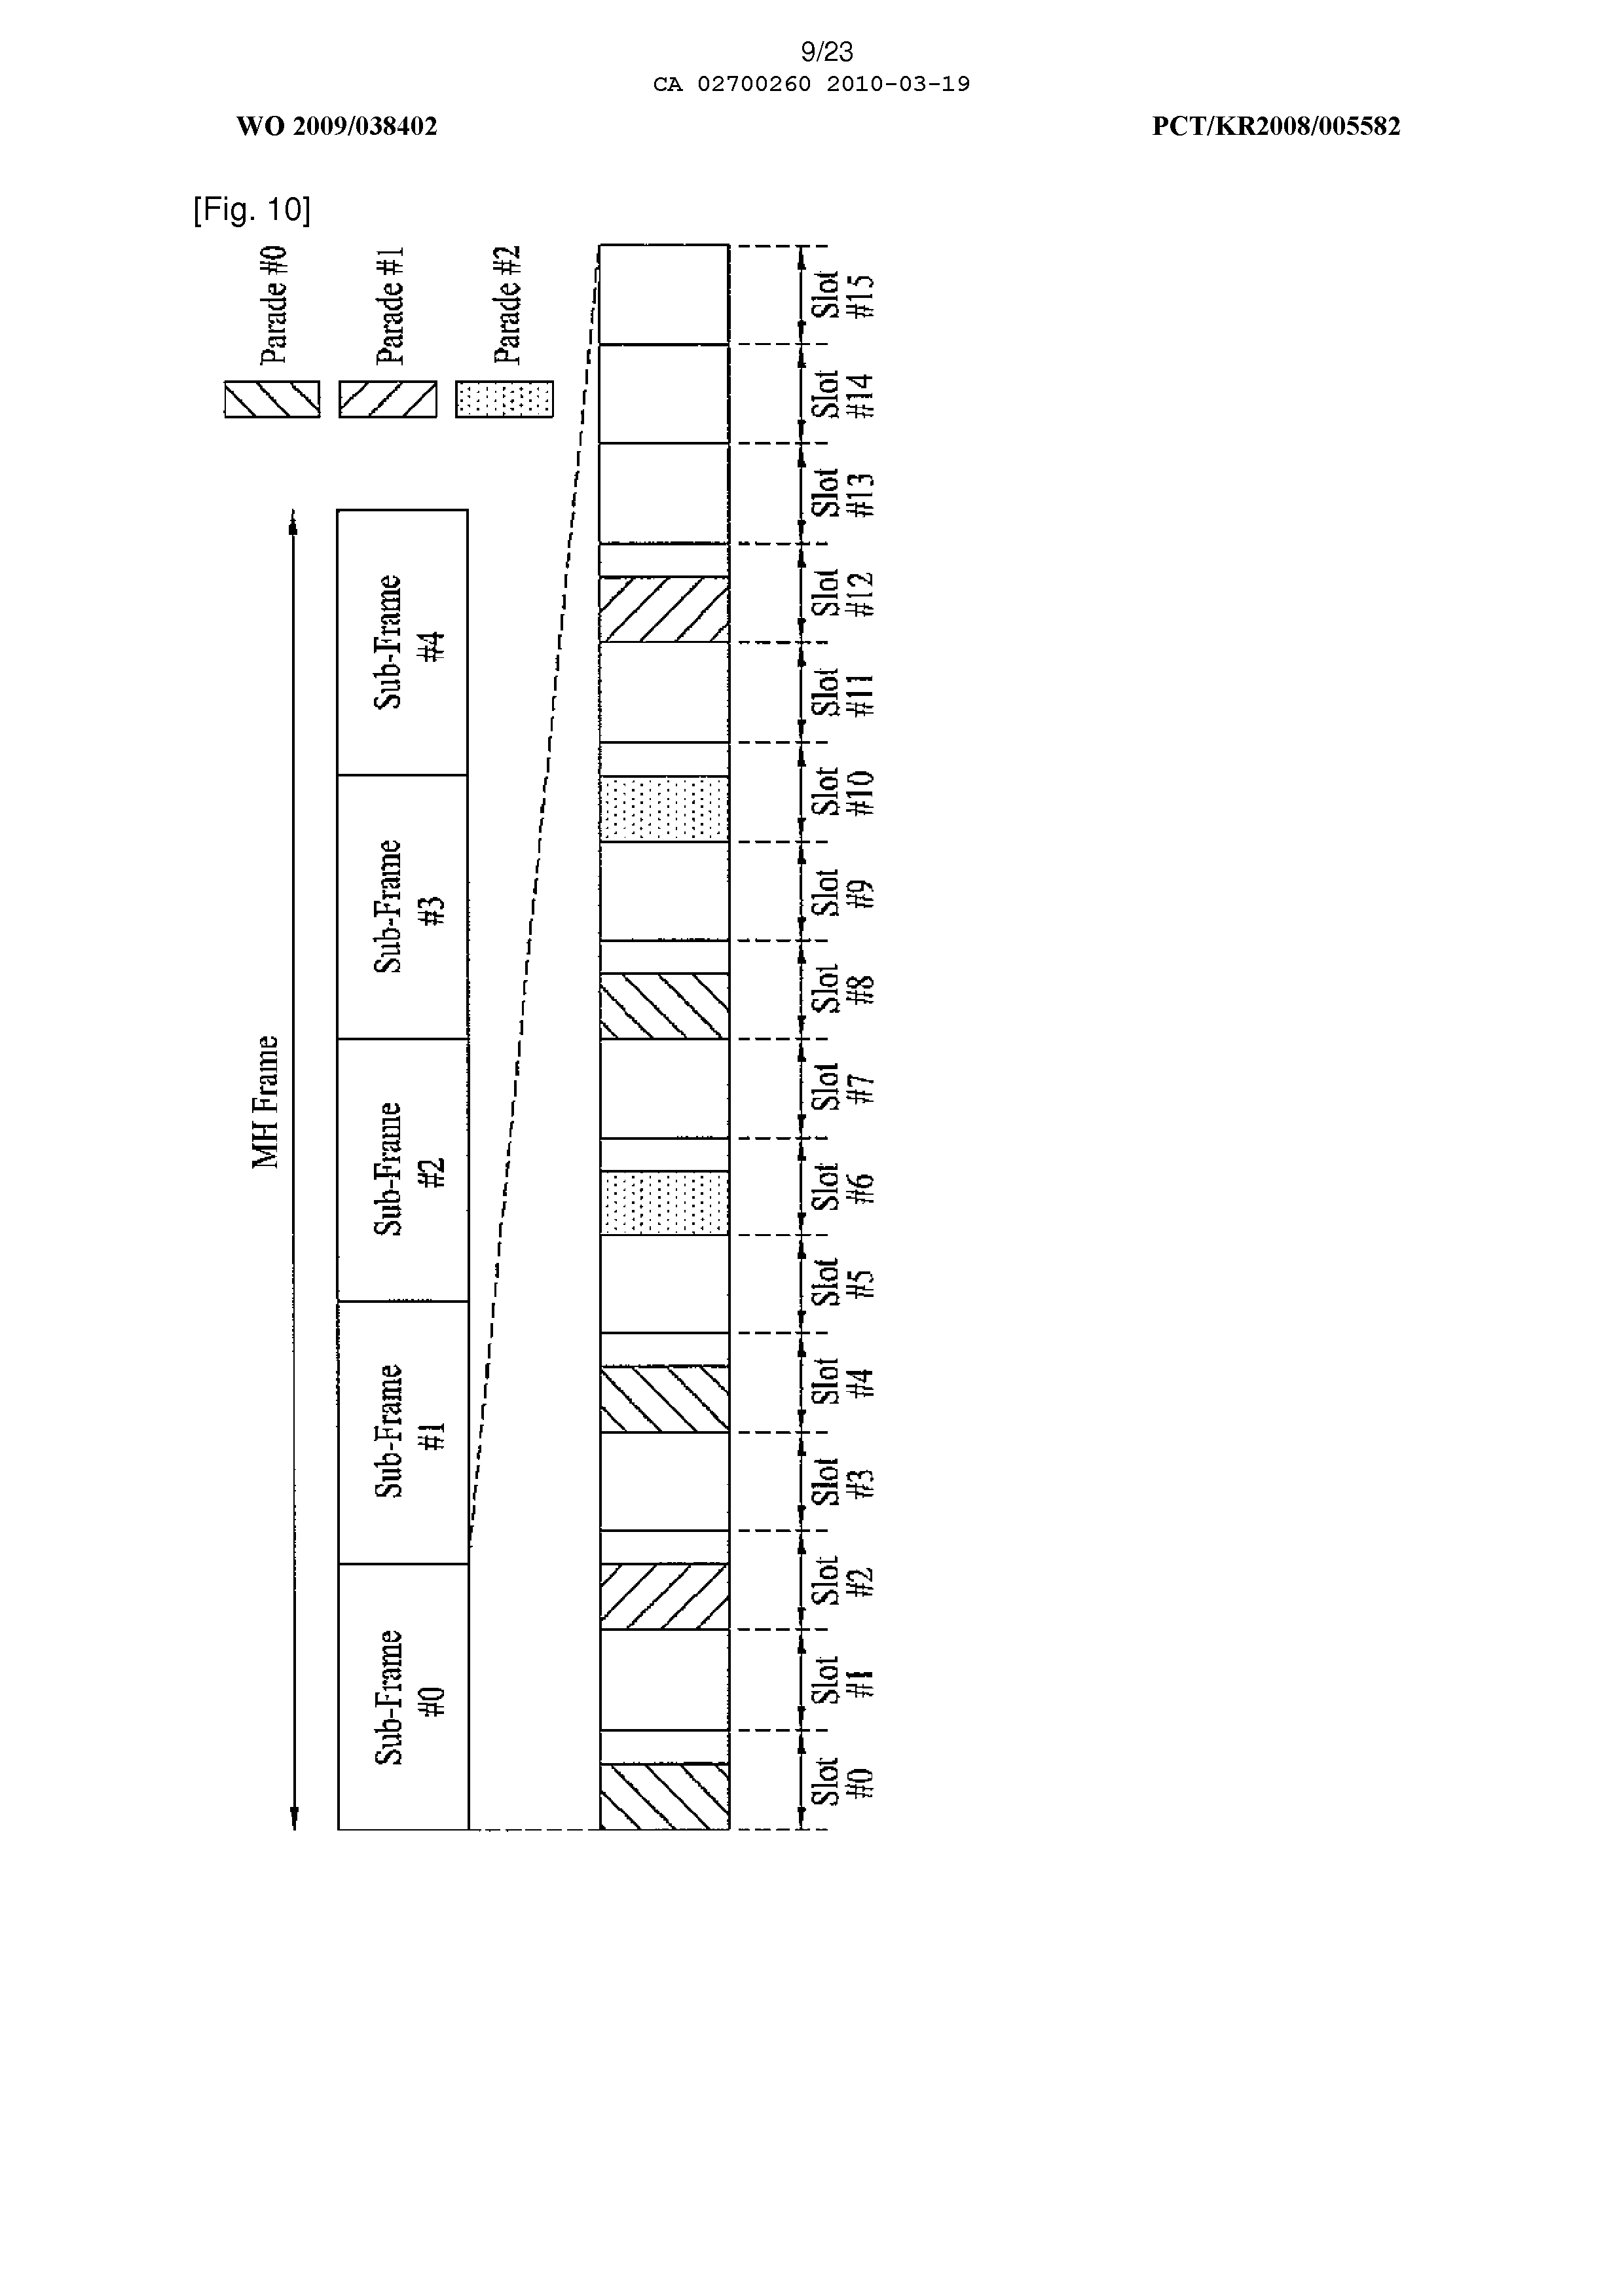 9/23
CA 02700260 2010-03-19
WO 2009/038402
PCT/KR2008/005582
[Fig. 10]
Parade #0
Parade #1
Parade #2
MH Frame
Sub-Frame
#0
Sub-Frame
#1
Sub-Frame
#2
Sub-Frame
#3
Sub-Frame
#4
Slot
#0
Slot
#1
Slot
#2
Slot
#3
Slot
#4
Slot
#5
Slot
#6
Slot
#7
Slot
#8
Slot
#9
Slot
#10
Slot
#11
Slot
#12
Slot
#13
Slot
#14
Slot
#15